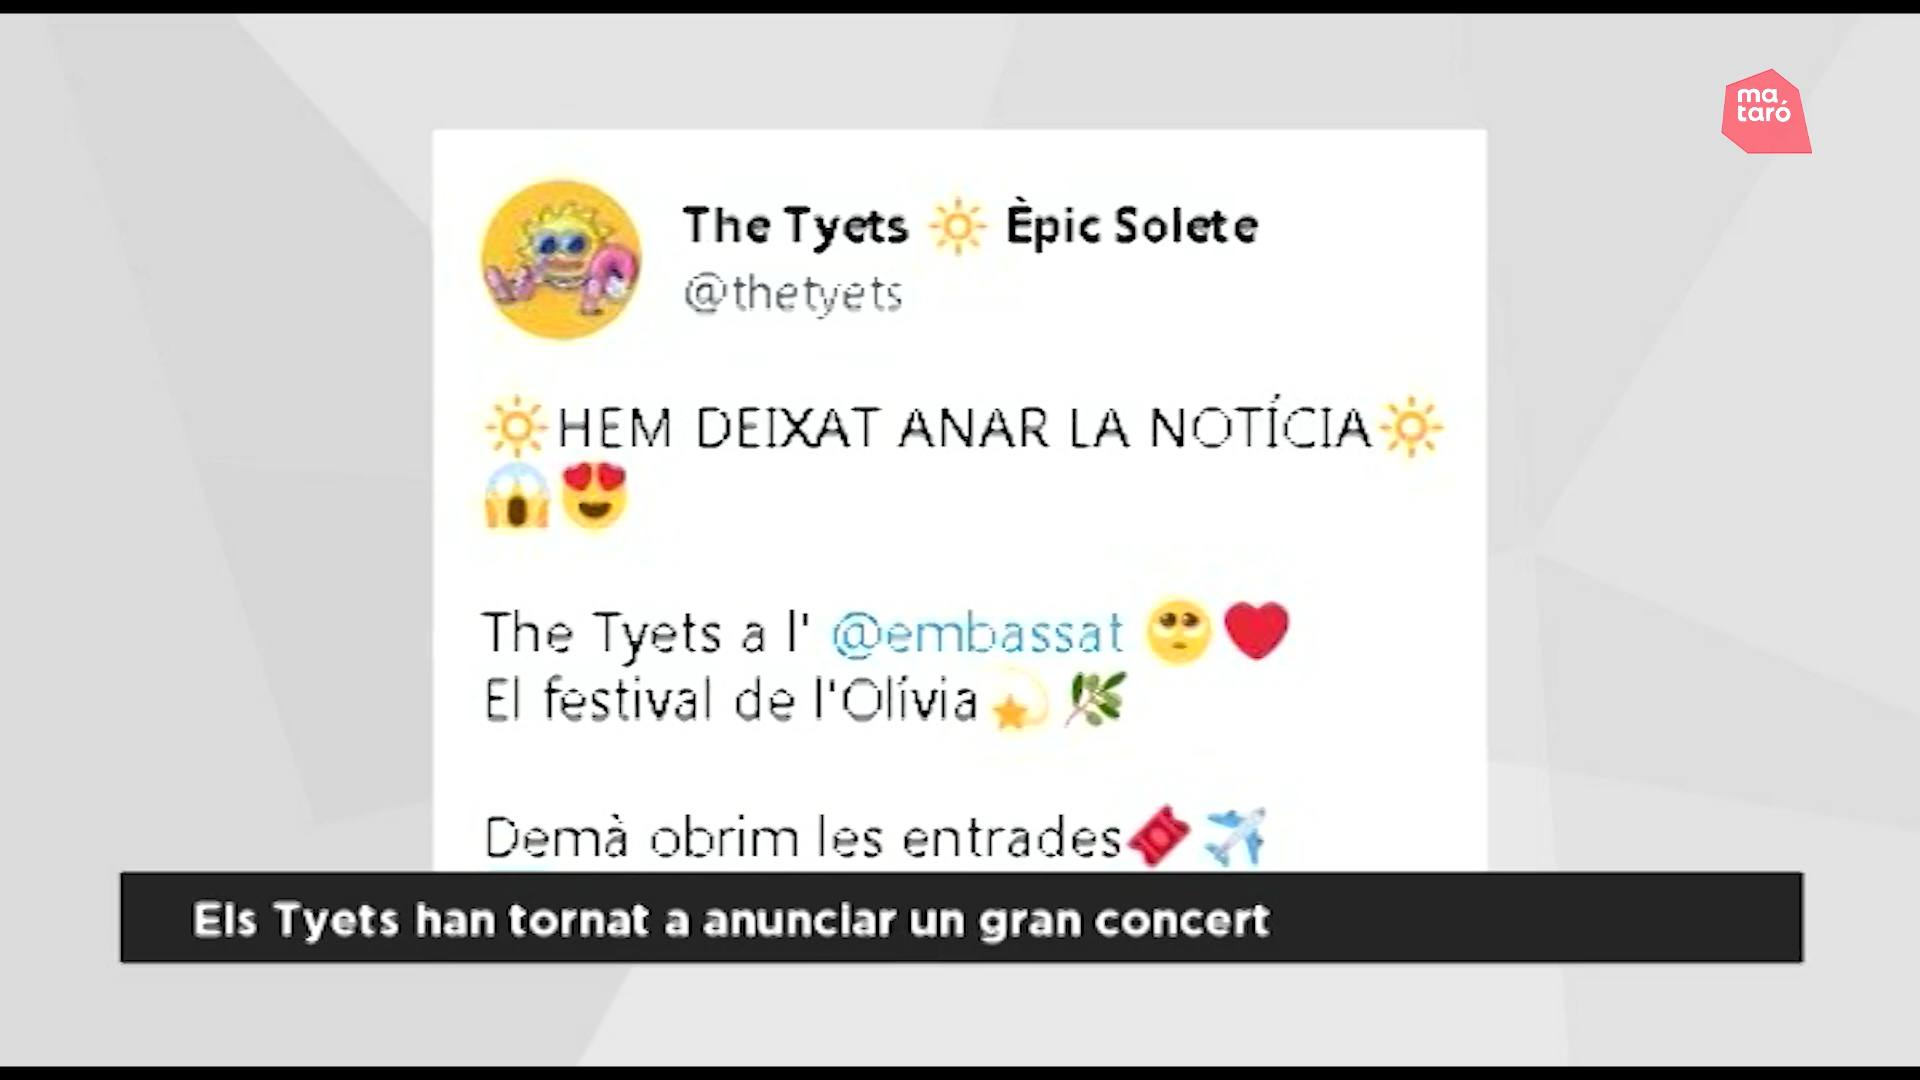 ma
taró
The Tyets ☀ Èpic Solete
@thetyets
☀HEM DEIXAT ANAR LA NOTÍCIA☀
😱😍
The Tyets a l' @embassat 🥺❤
El festival de l'Olívia💫 🌿
Demà obrim les entrades🎟✈
Els Tyets han tornat a anunciar un gran concert